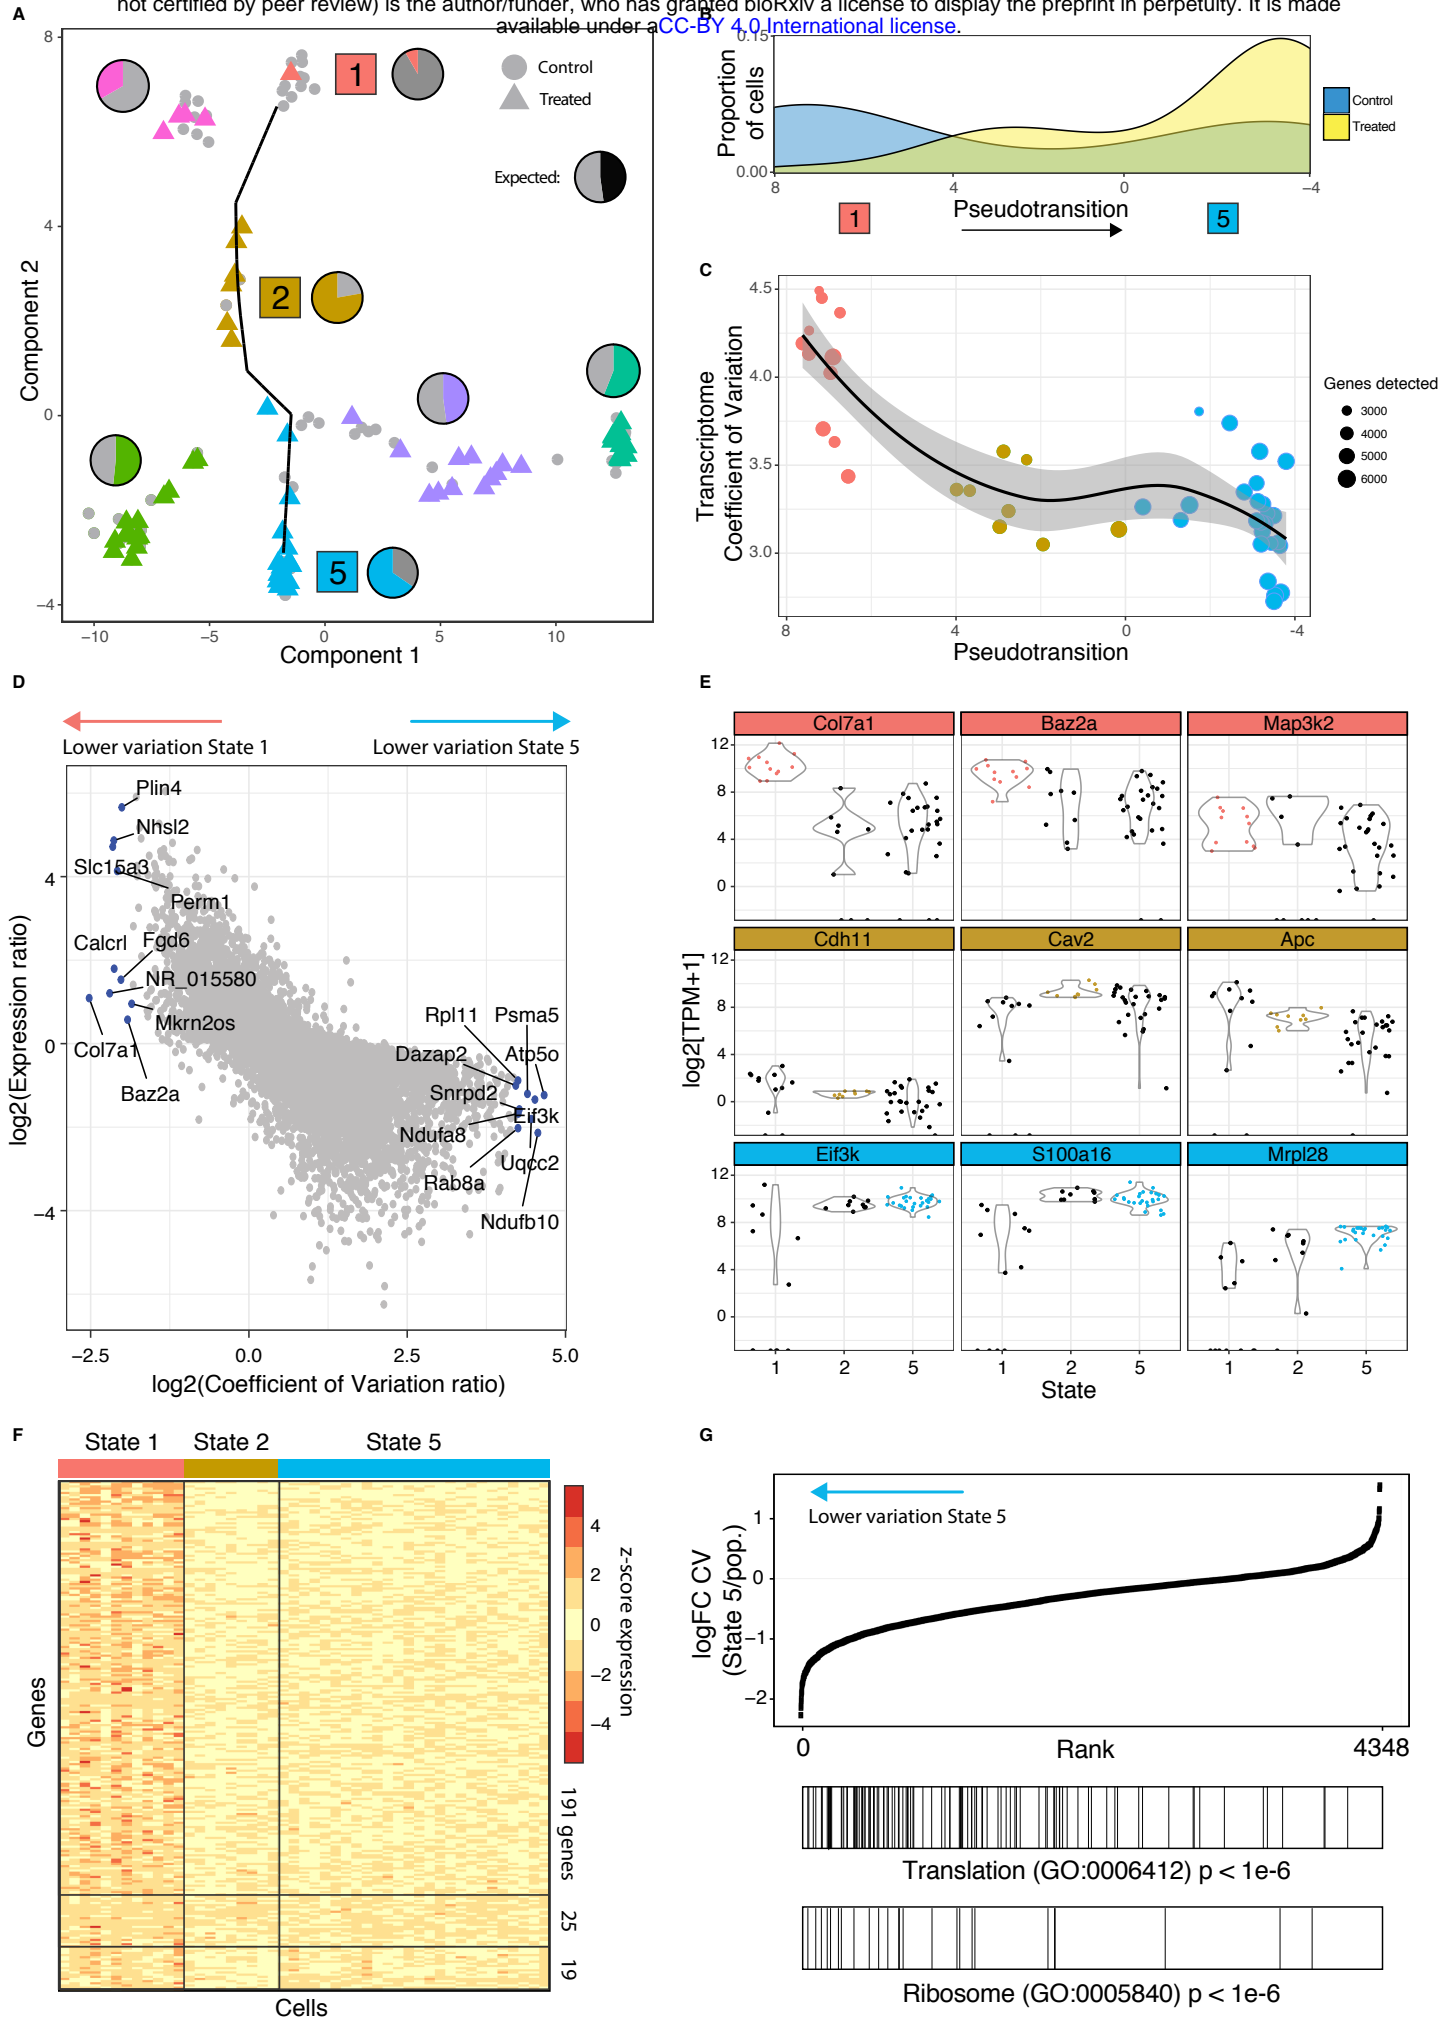 not certified by peer review) is the author/funder, who has granted bioRxiv a license to display the preprint in perpetuity. It is made
available under aCC-BY 4.0 International license.
A
8
4
0
−4
−10
−5
0
5
10
Component 2
Component 1
1
2
5
Control
Treated
Expected:
B
Proportion
of cells
0.15
0.00
8
4
0
−4
Pseudotransition
1
5
Control
Treated
C
Transcriptome
Coefficient of Variation
4.5
4.0
3.5
3.0
8
4
0
-4
Pseudotransition
Genes detected
3000
4000
5000
6000
D
Lower variation State 1
Lower variation State 5
log2(Expression ratio)
4
0
−4
Plin4
Nhsl2
Slc15a3
Perm1
Calcrl
Fgd6
NR_015580
Mkrn2os
Col7a1
Baz2a
Rpl11
Psma5
Dazap2
Atp5o
Snrpd2
Eif3k
Ndufa8
Uqcc2
Rab8a
Ndufb10
−2.5
0.0
2.5
5.0
log2(Coefficient of Variation ratio)
E
log2[TPM+1]
Col7a1
Baz2a
Map3k2
12
8
4
0
Cdh11
Cav2
Apc
12
8
4
0
Eif3k
S100a16
Mrpl28
12
8
4
0
1
2
5
1
2
5
1
2
5
State
F
State 1
State 2
State 5
Genes
Cells
4
2
0
−2
−4
z-score expression
191 genes
25
19
G
Lower variation State 5
logFC CV
(State 5/pop.)
1
0
−1
−2
0
Rank
4348
Translation (GO:0006412) p < 1e-6
Ribosome (GO:0005840) p < 1e-6